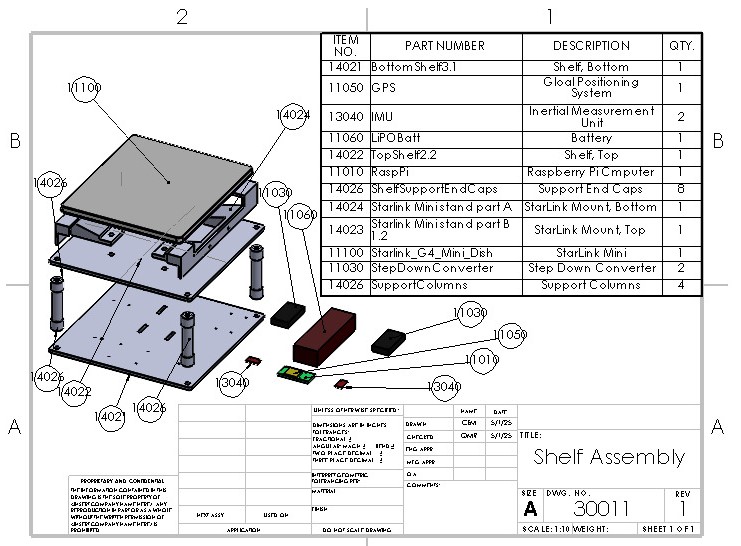 2 1
ITEM NO. PART NUMBER DESCRIPTION QTY.
14021 BottomShelf3.1 Shelf, Bottom 1
11050 GPS Gloal Positioning System 1
13040 IMU Inertial Measurement Unit 2
11060 LiPOBatt Battery 1
14022 TopShelf2.2 Shelf, Top 1
11010 RaspPi Raspberry Pi Cmputer 1
14026 ShelfSupportEndCaps Support End Caps 8
14024 Starlink Mini stand part A StarLink Mount, Bottom 1
14023 Starlink Mini stand part B 1.2 StarLink Mount, Top 1
11100 Starlink_G4_Mini_Dish StarLink Mini 1
11030 StepDownConverter Step Down Converter 2
14026 SupportColumns Support Columns 4
B B
11100
14024
14026
11030
11060
11030
11050
11010
13040
13040
14026
14022
14021
14026
A A
UNLESS OTHERWISE SPECIFIED:
DIMENSIONS ARE IN INCHES
TOLERANCES:
FRACTIONAL ±
ANGULAR: MACH ± BEND ±
TWO PLACE DECIMAL ±
THREE PLACE DECIMAL ±
INTERPRET GEOMETRIC
TOLERANCING PER:
MATERIAL
FINISH
DO NOT SCALE DRAWING
NAME DATE
DRAWN CBM 5/1/25
CHECKED 5/1/25
ENG APPR.
MFG APPR.
Q.A.
COMMENTS:
PROPRIETARY AND CONFIDENTIAL
THE INFORMATION CONTAINED IN THIS
DRAWING IS THE SOLE PROPERTY OF
<INSERT COMPANY NAME HERE>. ANY
REPRODUCTION IN PART OR AS A WHOLE
WITHOUT THE WRITTEN PERMISSION OF
<INSERT COMPANY NAME HERE> IS
PROHIBITED.
NEXT ASSY USED ON
APPLICATION
TITLE:
Shelf Assembly
SIZE DWG. NO. REV
A 30011 1
SCALE: 1:10 WEIGHT: SHEET 1 OF 1